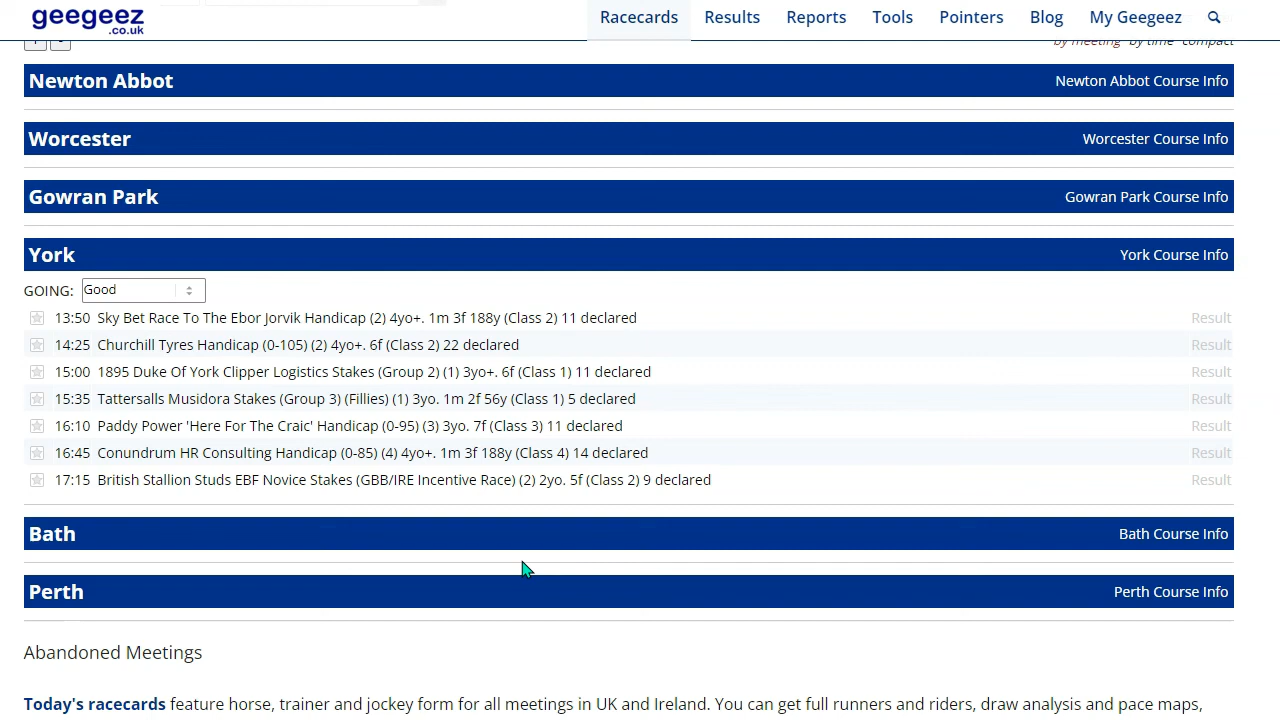 geegeez
.co.uk
Racecards Results Reports Tools Pointers Blog My Geegeez
by meeting by time compact
Newton Abbot Newton Abbot Course Info
Worcester Worcester Course Info
Gowran Park Gowran Park Course Info
York York Course Info
GOING: Good
13:50 Sky Bet Race To The Ebor Jorvik Handicap (2) 4yo+. 1m 3f 188y (Class 2) 11 declared Result
14:25 Churchill Tyres Handicap (0-105) (2) 4yo+. 6f (Class 2) 22 declared Result
15:00 1895 Duke Of York Clipper Logistics Stakes (Group 2) (1) 3yo+. 6f (Class 1) 11 declared Result
15:35 Tattersalls Musidora Stakes (Group 3) (Fillies) (1) 3yo. 1m 2f 56y (Class 1) 5 declared Result
16:10 Paddy Power 'Here For The Craic' Handicap (0-95) (3) 3yo. 7f (Class 3) 11 declared Result
16:45 Conundrum HR Consulting Handicap (0-85) (4) 4yo+. 1m 3f 188y (Class 4) 14 declared Result
17:15 British Stallion Studs EBF Novice Stakes (GBB/IRE Incentive Race) (2) 2yo. 5f (Class 2) 9 declared Result
Bath Bath Course Info
Perth Perth Course Info
Abandoned Meetings
Today's racecards feature horse, trainer and jockey form for all meetings in UK and Ireland. You can get full runners and riders, draw analysis and pace maps,